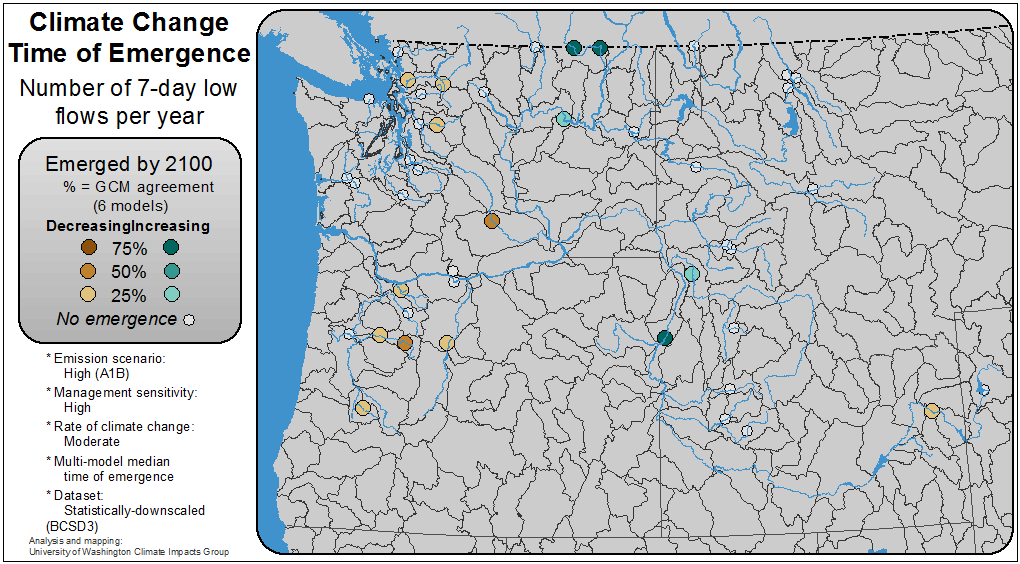 Climate Change
Time of Emergence
Number of 7-day low
flows per year
Emerged by 2100
% = GCM agreement
(6 models)
DecreasingIncreasing
75%
50%
25%
No emergence
* Emission scenario:
High (A1B)
* Management sensitivity:
High
* Rate of climate change:
Moderate
* Multi-model median
time of emergence
* Dataset:
Statistically-downscaled
(BCSD3)
Analysis and mapping:
University of Washington Climate Impacts Group